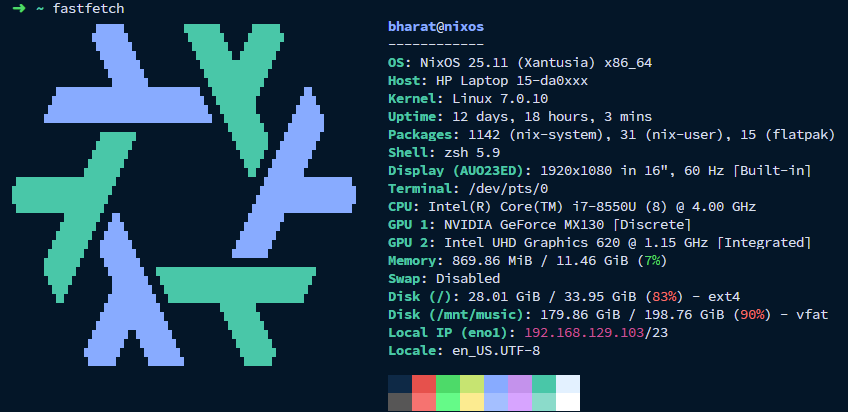 ➜ ~ fastfetch
bharat@nixos
------------
OS: NixOS 25.11 (Xantusia) x86_64
Host: HP Laptop 15-da0xxx
Kernel: Linux 7.0.10
Uptime: 12 days, 18 hours, 3 mins
Packages: 1142 (nix-system), 31 (nix-user), 15 (flatpak)
Shell: zsh 5.9
Display (AUO23ED): 1920x1080 in 16", 60 Hz [Built-in]
Terminal: /dev/pts/0
CPU: Intel(R) Core(TM) i7-8550U (8) @ 4.00 GHz
GPU 1: NVIDIA GeForce MX130 [Discrete]
GPU 2: Intel UHD Graphics 620 @ 1.15 GHz [Integrated]
Memory: 869.86 MiB / 11.46 GiB (7%)
Swap: Disabled
Disk (/): 28.01 GiB / 33.95 GiB (83%) - ext4
Disk (/mnt/music): 179.86 GiB / 198.76 GiB (90%) - vfat
Local IP (eno1): 192.168.129.103/23
Locale: en_US.UTF-8